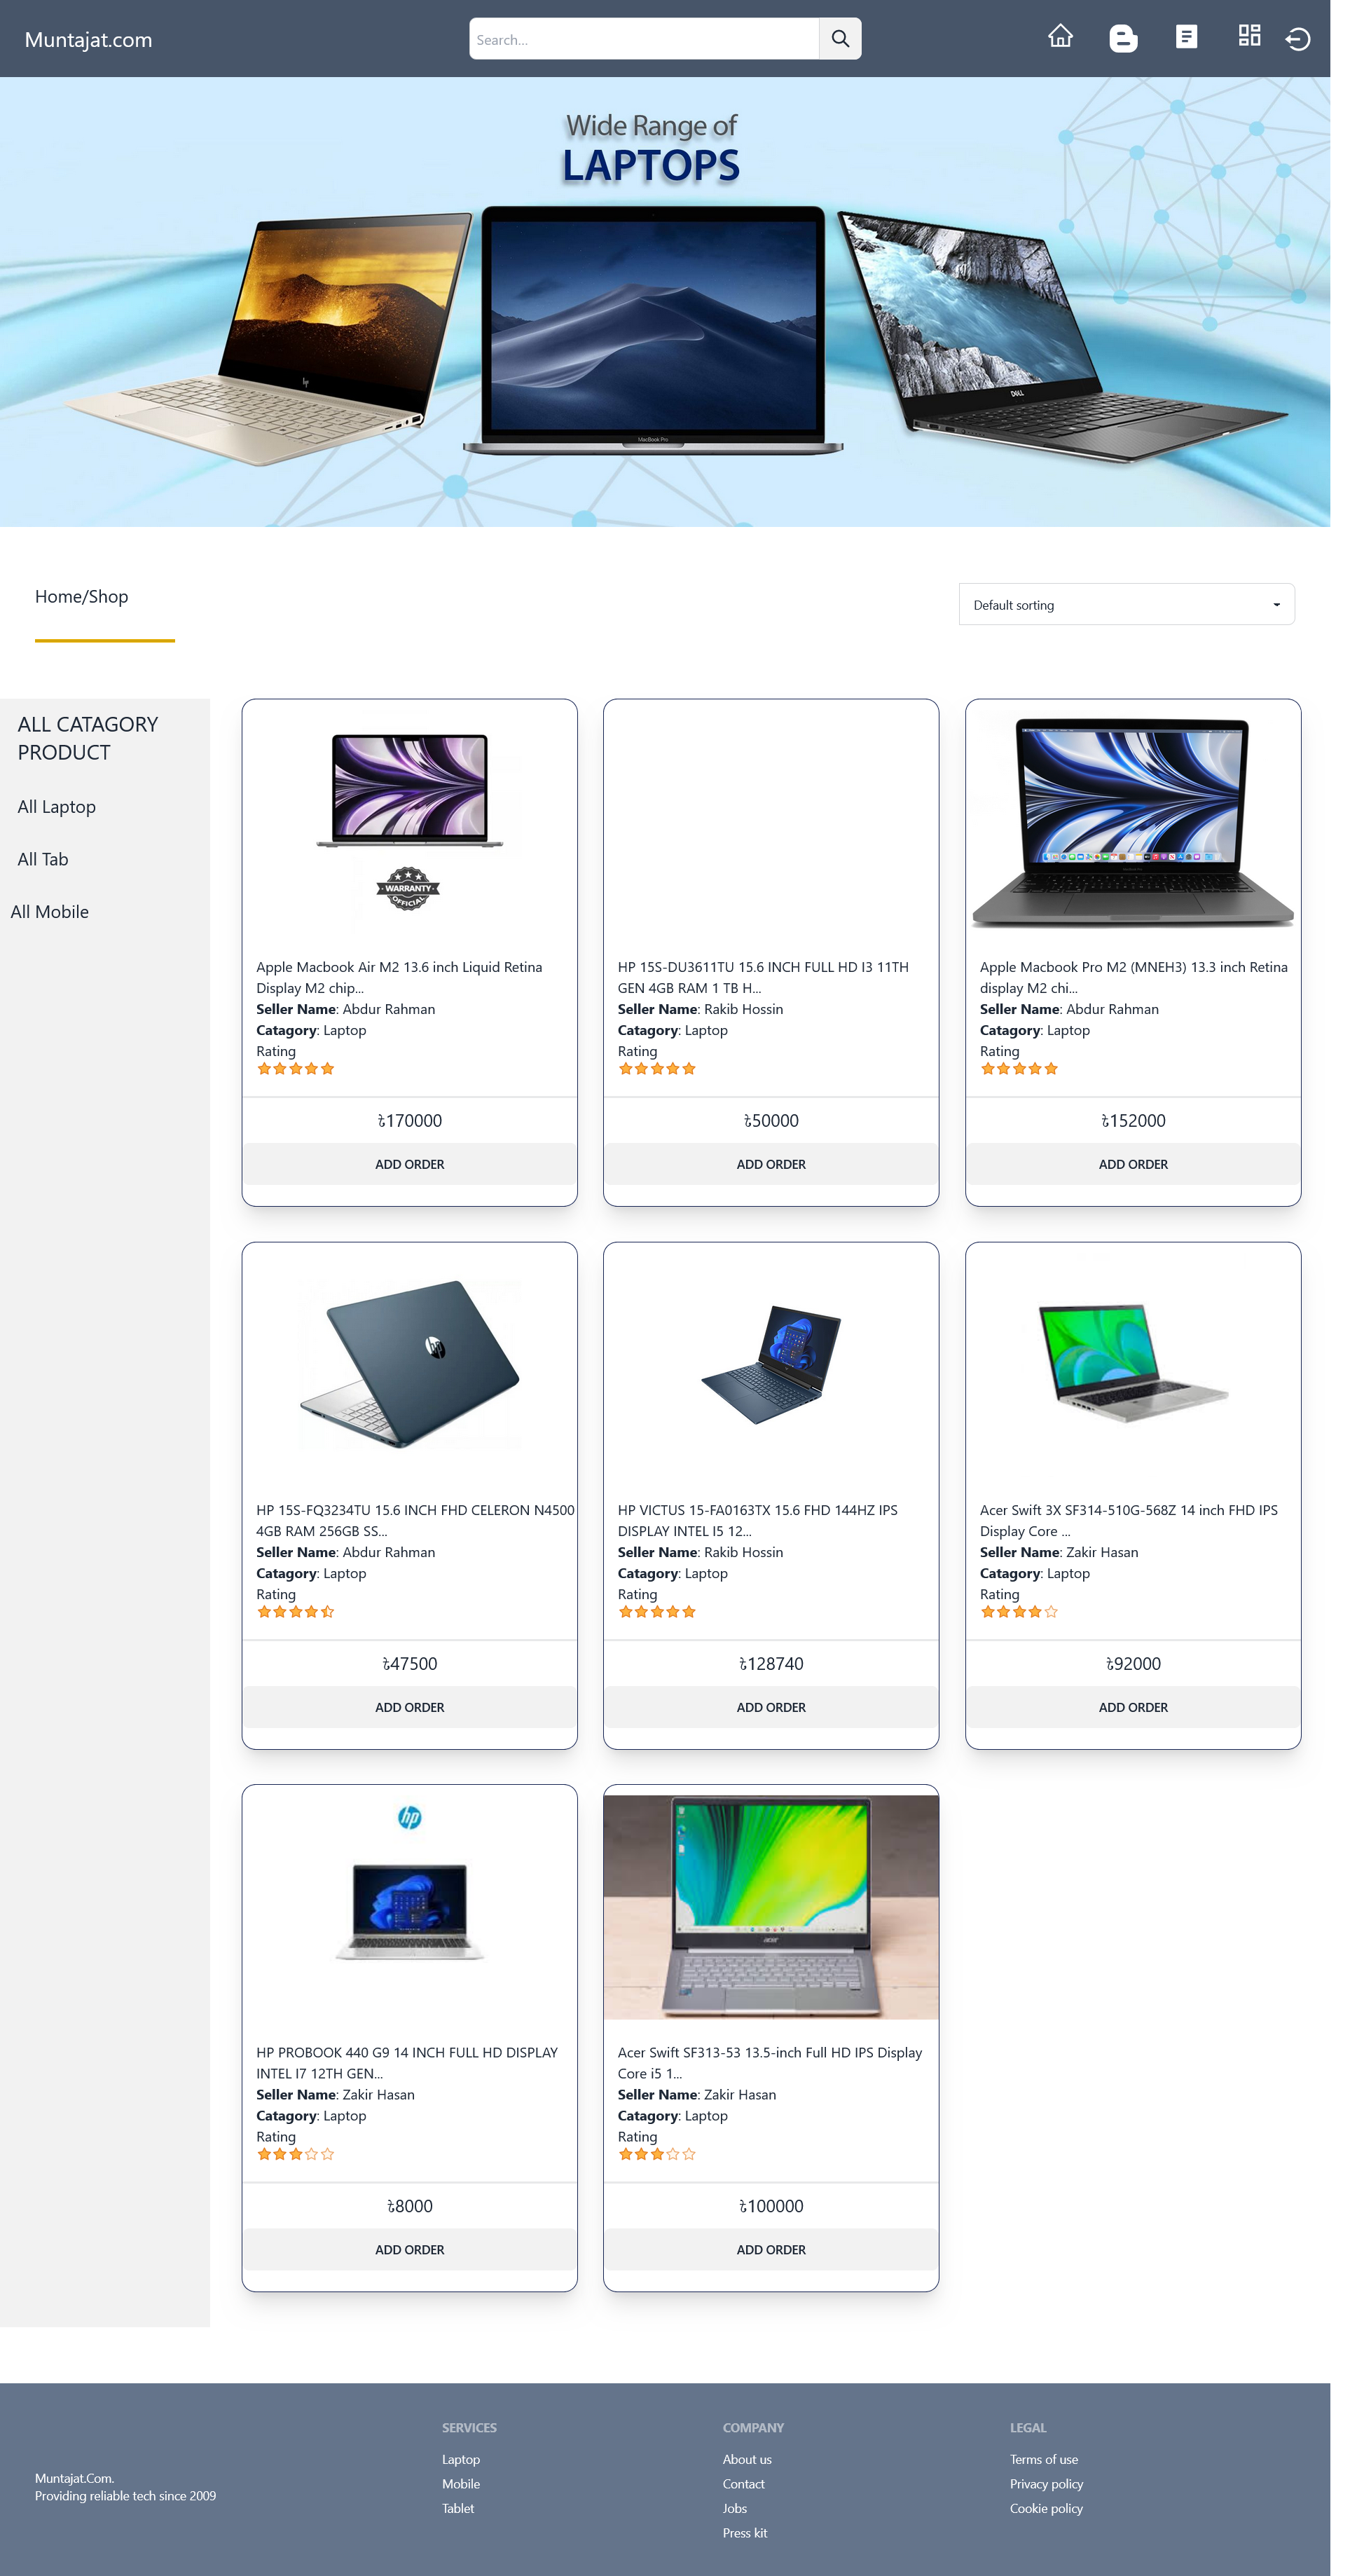 Muntajat.com
Search...
Wide Range of
LAPTOPS
hp
MacBook Pro
DELL
Home/Shop
Default sorting
ALL CATAGORY
PRODUCT
All Laptop
All Tab
All Mobile
WARRANTY
OFFICIAL
Apple Macbook Air M2 13.6 inch Liquid Retina
Display M2 chip...
Seller Name: Abdur Rahman
Catagory: Laptop
Rating
৳170000
ADD ORDER
HP 15S-DU3611TU 15.6 INCH FULL HD I3 11TH
GEN 4GB RAM 1 TB H...
Seller Name: Rakib Hossin
Catagory: Laptop
Rating
৳50000
ADD ORDER
Apple Macbook Pro M2 (MNEH3) 13.3 inch Retina
display M2 chi...
Seller Name: Abdur Rahman
Catagory: Laptop
Rating
৳152000
ADD ORDER
hp
HP 15S-FQ3234TU 15.6 INCH FHD CELERON N4500
4GB RAM 256GB SS...
Seller Name: Abdur Rahman
Catagory: Laptop
Rating
৳47500
ADD ORDER
HP VICTUS 15-FA0163TX 15.6 FHD 144HZ IPS
DISPLAY INTEL I5 12...
Seller Name: Rakib Hossin
Catagory: Laptop
Rating
৳128740
ADD ORDER
Acer Swift 3X SF314-510G-568Z 14 inch FHD IPS
Display Core ...
Seller Name: Zakir Hasan
Catagory: Laptop
Rating
৳92000
ADD ORDER
hp
HP PROBOOK 440 G9 14 INCH FULL HD DISPLAY
INTEL I7 12TH GEN...
Seller Name: Zakir Hasan
Catagory: Laptop
Rating
৳8000
ADD ORDER
acer
Acer Swift SF313-53 13.5-inch Full HD IPS Display
Core i5 1...
Seller Name: Zakir Hasan
Catagory: Laptop
Rating
৳100000
ADD ORDER
Muntajat.Com.
Providing reliable tech since 2009
SERVICES
Laptop
Mobile
Tablet
COMPANY
About us
Contact
Jobs
Press kit
LEGAL
Terms of use
Privacy policy
Cookie policy